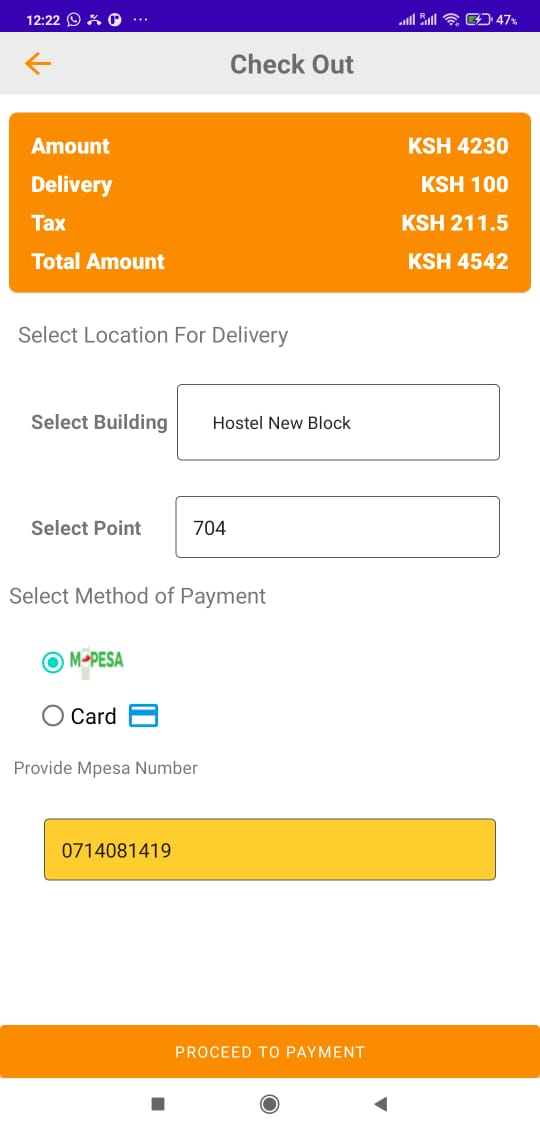 12:22 ... R 47%
Check Out
Amount KSH 4230
Delivery KSH 100
Tax KSH 211.5
Total Amount KSH 4542
Select Location For Delivery
Select Building Hostel New Block
Select Point 704
Select Method of Payment
M-PESA
Card
Provide Mpesa Number
0714081419
PROCEED TO PAYMENT